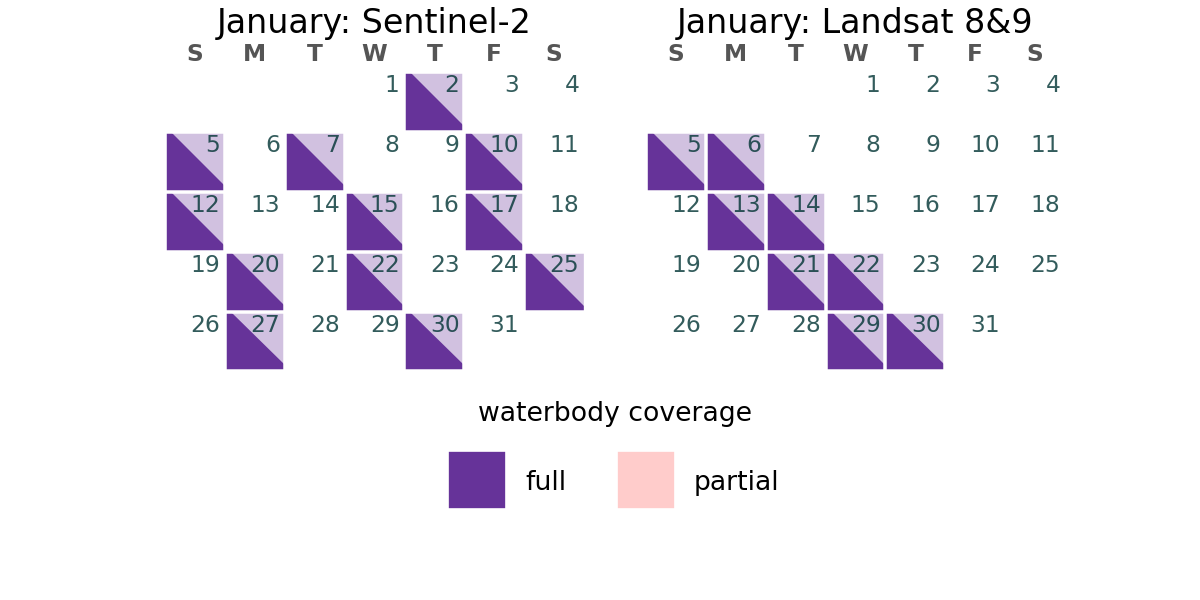 January: Sentinel-2
S M T W T F S
1 2 3 4
5 6 7 8 9 10 11
12 13 14 15 16 17 18
19 20 21 22 23 24 25
26 27 28 29 30 31
January: Landsat 8&9
S M T W T F S
1 2 3 4
5 6 7 8 9 10 11
12 13 14 15 16 17 18
19 20 21 22 23 24 25
26 27 28 29 30 31
waterbody coverage
full partial